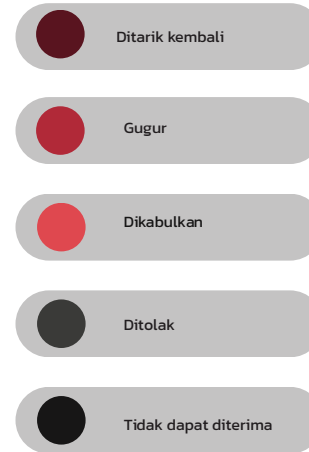 Ditarik kembali
Gugur
Dikabulkan
Ditolak
Tidak dapat diterima